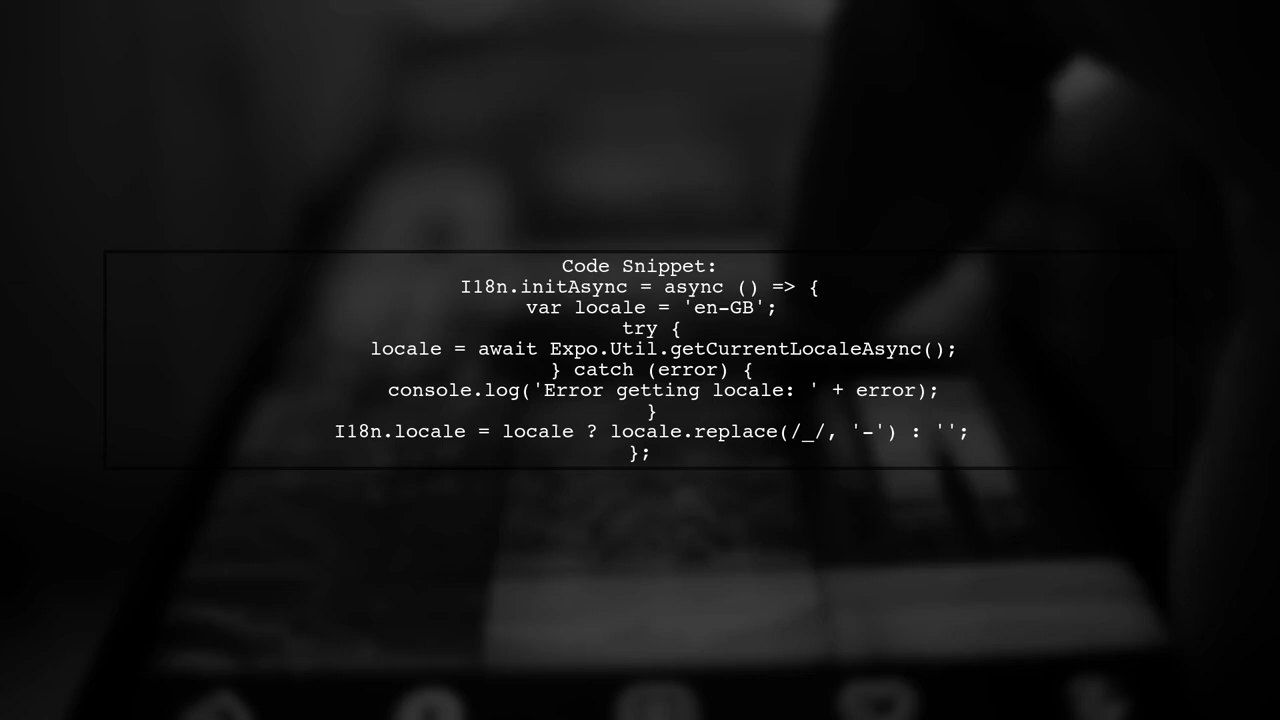 Code Snippet:
I18n.initAsync = async () => {
var locale = 'en-GB';
try {
locale = await Expo.Util.getCurrentLocaleAsync();
} catch (error) {
console.log('Error getting locale: ' + error);
}
I18n.locale = locale ? locale.replace(/_/, '-') : '';
};